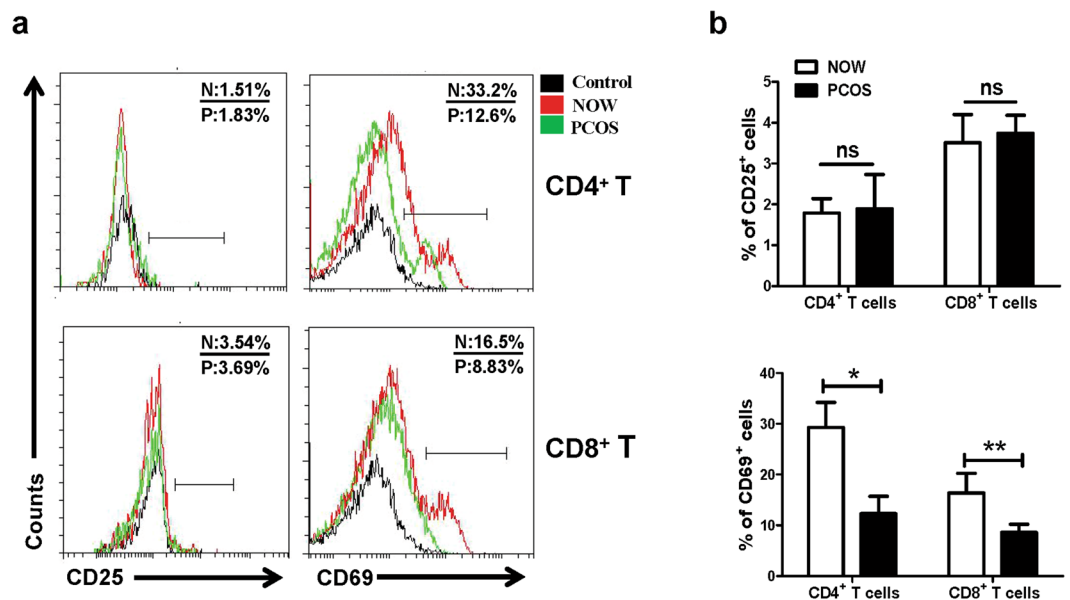 a
b
N:1.51%
P:1.83%
N:33.2%
P:12.6%
Control
NOW
PCOS
CD4+ T
N:3.54%
P:3.69%
N:16.5%
P:8.83%
CD8+ T
Counts
CD25
CD69
NOW
PCOS
% of CD25+ cells
5
4
3
2
1
0
ns
ns
CD4+ T cells
CD8+ T cells
% of CD69+ cells
40
30
20
10
0
*
**
CD4+ T cells
CD8+ T cells